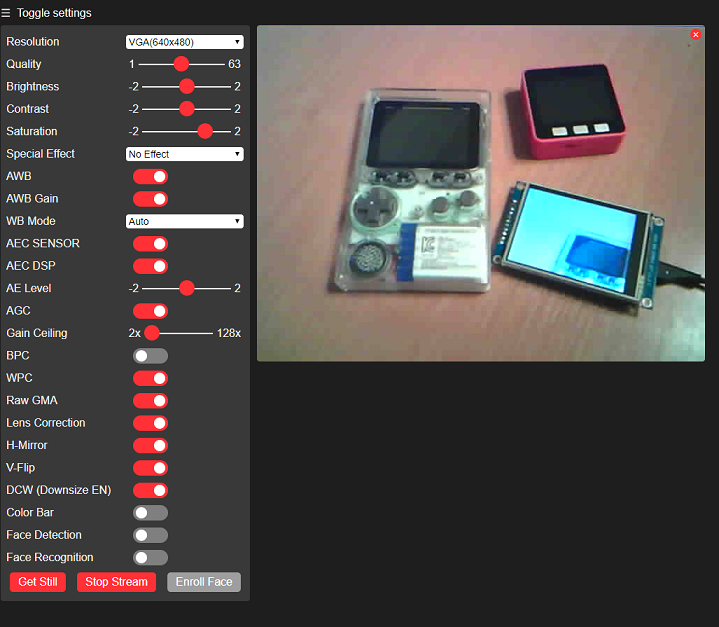 ☰ Toggle settings
Resolution VGA(640x480)
Quality 1 63
Brightness -2 2
Contrast -2 2
Saturation -2 2
Special Effect No Effect
AWB
AWB Gain
WB Mode Auto
AEC SENSOR
AEC DSP
AE Level -2 2
AGC
Gain Ceiling 2x 128x
BPC
WPC
Raw GMA
Lens Correction
H-Mirror
V-Flip
DCW (Downsize EN)
Color Bar
Face Detection
Face Recognition
Get Still Stop Stream Enroll Face